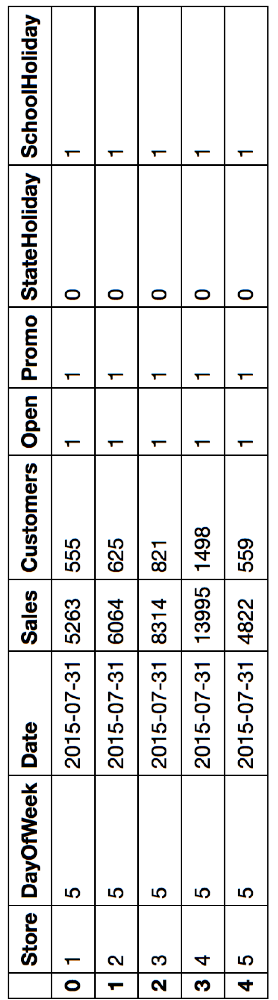 Store DayOfWeek Date Sales Customers Open Promo StateHoliday SchoolHoliday
0 1 5 2015-07-31 5263 555 1 1 0 1
1 2 5 2015-07-31 6064 625 1 1 0 1
2 3 5 2015-07-31 8314 821 1 1 0 1
3 4 5 2015-07-31 13995 1498 1 1 0 1
4 5 5 2015-07-31 4822 559 1 1 0 1